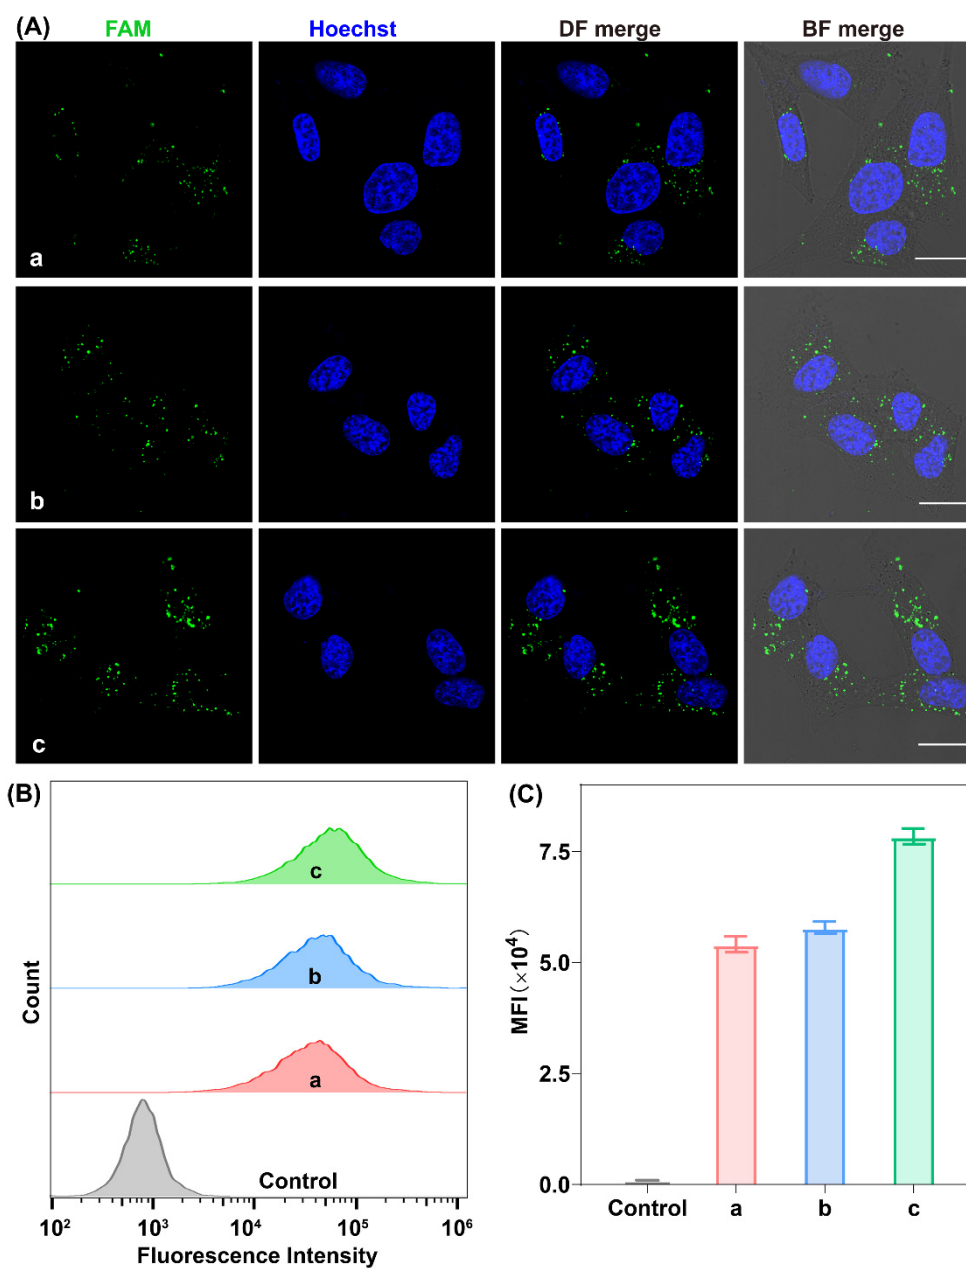 (A)
FAM Hoechst DF merge BF merge
a
b
c
(B)
c
b
a
Control
Count
10² 10³ 10⁴ 10⁵ 10⁶
Fluorescence Intensity
(C)
MFI (×10⁴)
7.5
5.0
2.5
0.0
Control a b c